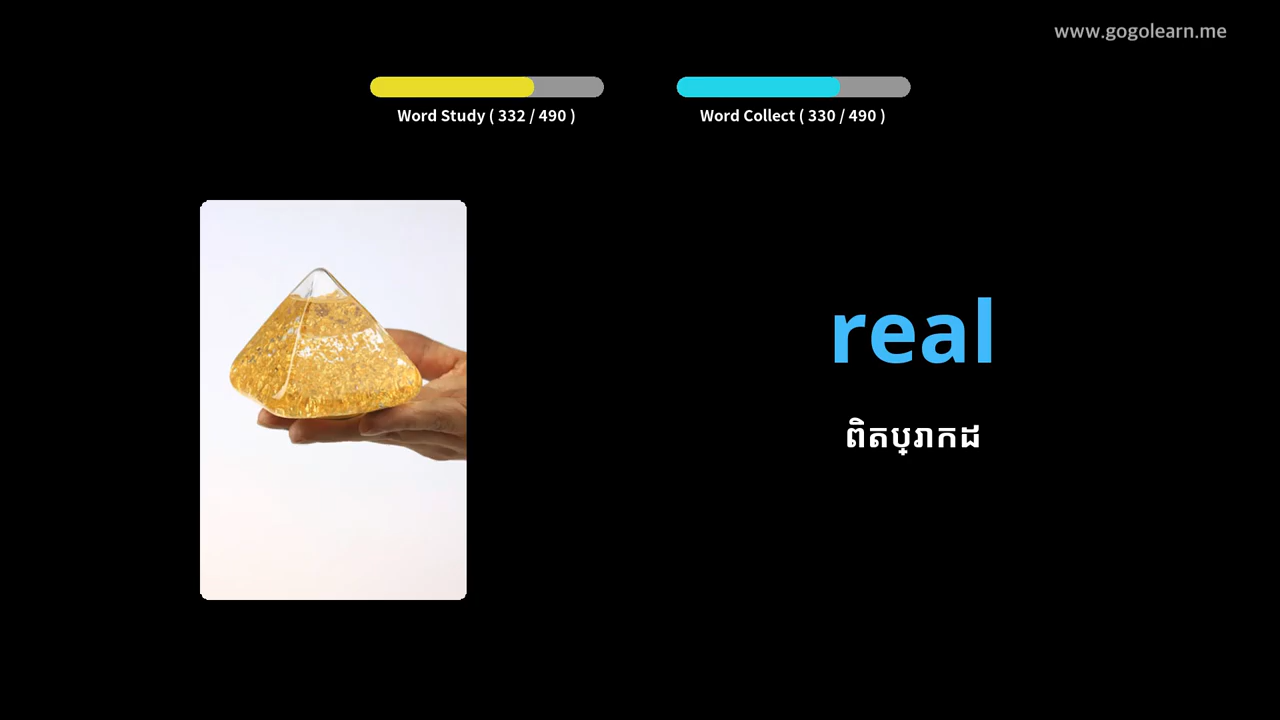 www.gogolearn.me
Word Study ( 332 / 490 )
Word Collect ( 330 / 490 )
real
ពិតប្រាកដ